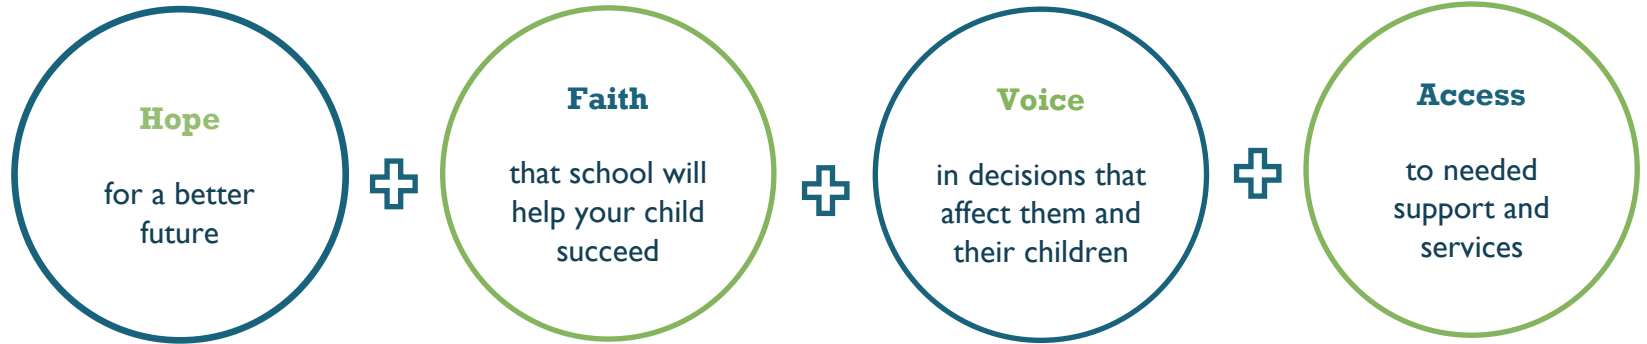 Hope
for a better
future
Faith
that school will
help your child
succeed
Voice
in decisions that
affect them and
their children
Access
to needed
support and
services